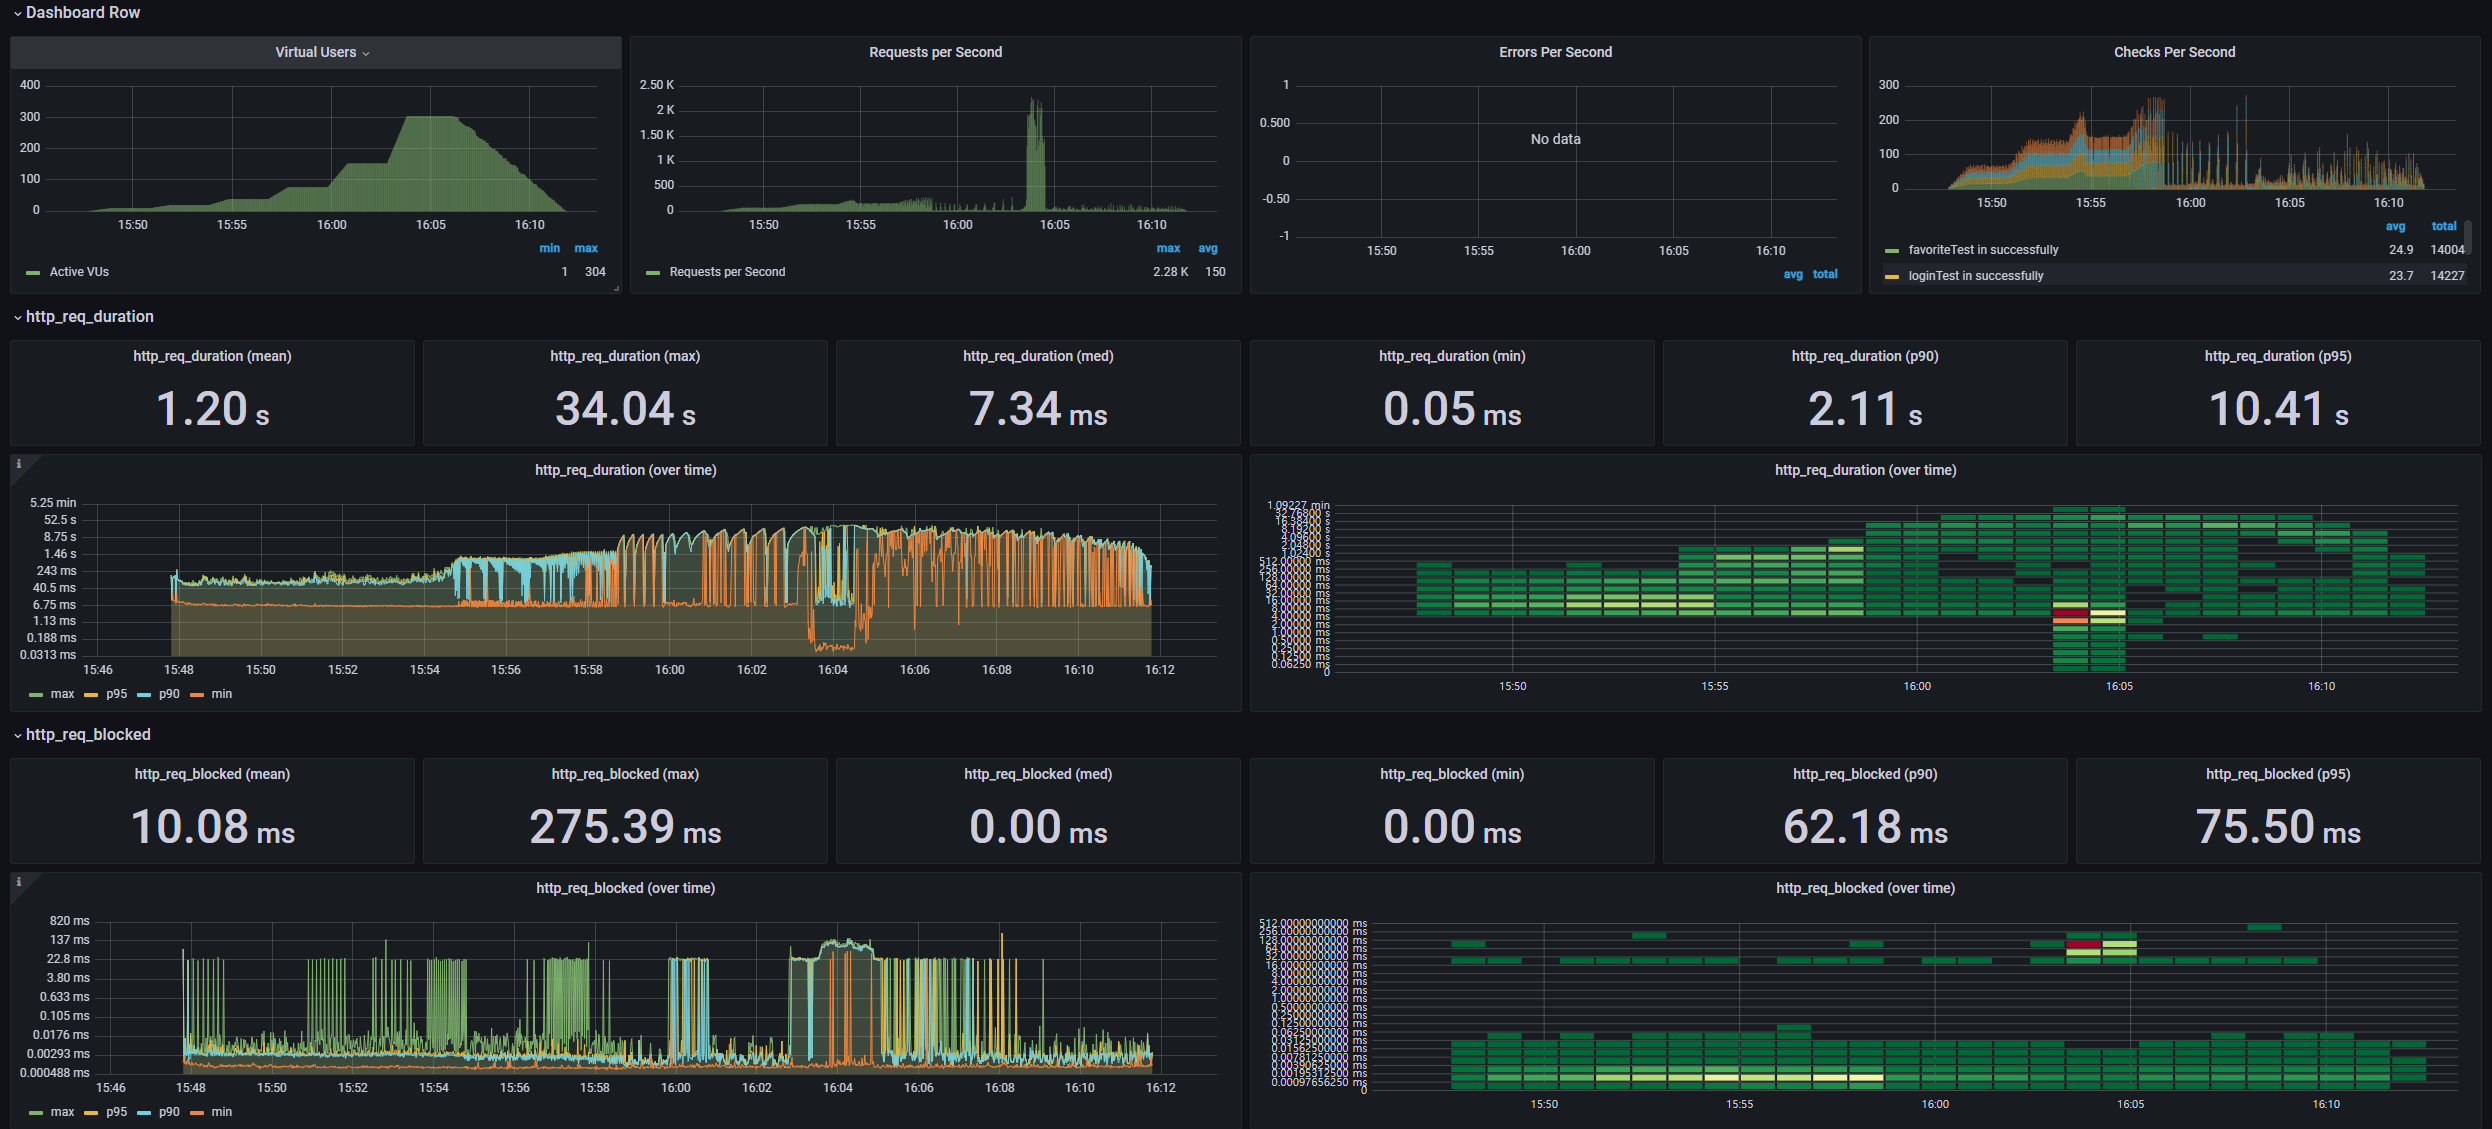 Dashboard Row
Virtual Users
400
300
200
100
0
15:50 15:55 16:00 16:05 16:10
min max
Active VUs 1 304
Requests per Second
2.50 K
2 K
1.50 K
1 K
500
0
15:50 15:55 16:00 16:05 16:10
max avg
Requests per Second 2.28 K 150
Errors Per Second
1
0.500
0
-0.50
-1
No data
15:50 15:55 16:00 16:05 16:10
avg total
Checks Per Second
300
200
100
0
15:50 15:55 16:00 16:05 16:10
avg total
favoriteTest in successfully 24.9 14004
loginTest in successfully 23.7 14227
http_req_duration
http_req_duration (mean)
1.20 s
http_req_duration (max)
34.04 s
http_req_duration (med)
7.34 ms
http_req_duration (min)
0.05 ms
http_req_duration (p90)
2.11 s
http_req_duration (p95)
10.41 s
http_req_duration (over time)
5.25 min
52.5 s
8.75 s
1.46 s
243 ms
40.5 ms
6.75 ms
1.13 ms
0.188 ms
0.0313 ms
15:46 15:48 15:50 15:52 15:54 15:56 15:58 16:00 16:02 16:04 16:06 16:08 16:10 16:12
max p95 p90 min
http_req_duration (over time)
1.09227 min
32.76800 s
16.38400 s
8.19200 s
4.09600 s
2.04800 s
1.02400 s
512.00000 ms
256.00000 ms
128.00000 ms
64.00000 ms
32.00000 ms
16.00000 ms
8.00000 ms
4.00000 ms
2.00000 ms
1.00000 ms
0.50000 ms
0.25000 ms
0.12500 ms
0.06250 ms
0
15:50 15:55 16:00 16:05 16:10
http_req_blocked
http_req_blocked (mean)
10.08 ms
http_req_blocked (max)
275.39 ms
http_req_blocked (med)
0.00 ms
http_req_blocked (min)
0.00 ms
http_req_blocked (p90)
62.18 ms
http_req_blocked (p95)
75.50 ms
http_req_blocked (over time)
820 ms
137 ms
22.8 ms
3.80 ms
0.633 ms
0.105 ms
0.0176 ms
0.00293 ms
0.000488 ms
15:46 15:48 15:50 15:52 15:54 15:56 15:58 16:00 16:02 16:04 16:06 16:08 16:10 16:12
max p95 p90 min
http_req_blocked (over time)
512.00000000000 ms
256.00000000000 ms
128.00000000000 ms
64.00000000000 ms
32.00000000000 ms
16.00000000000 ms
8.00000000000 ms
4.00000000000 ms
2.00000000000 ms
1.00000000000 ms
0.50000000000 ms
0.25000000000 ms
0.12500000000 ms
0.06250000000 ms
0.03125000000 ms
0.01562500000 ms
0.00781250000 ms
0.00390625000 ms
0.00195312500 ms
0.00097656250 ms
0
15:50 15:55 16:00 16:05 16:10